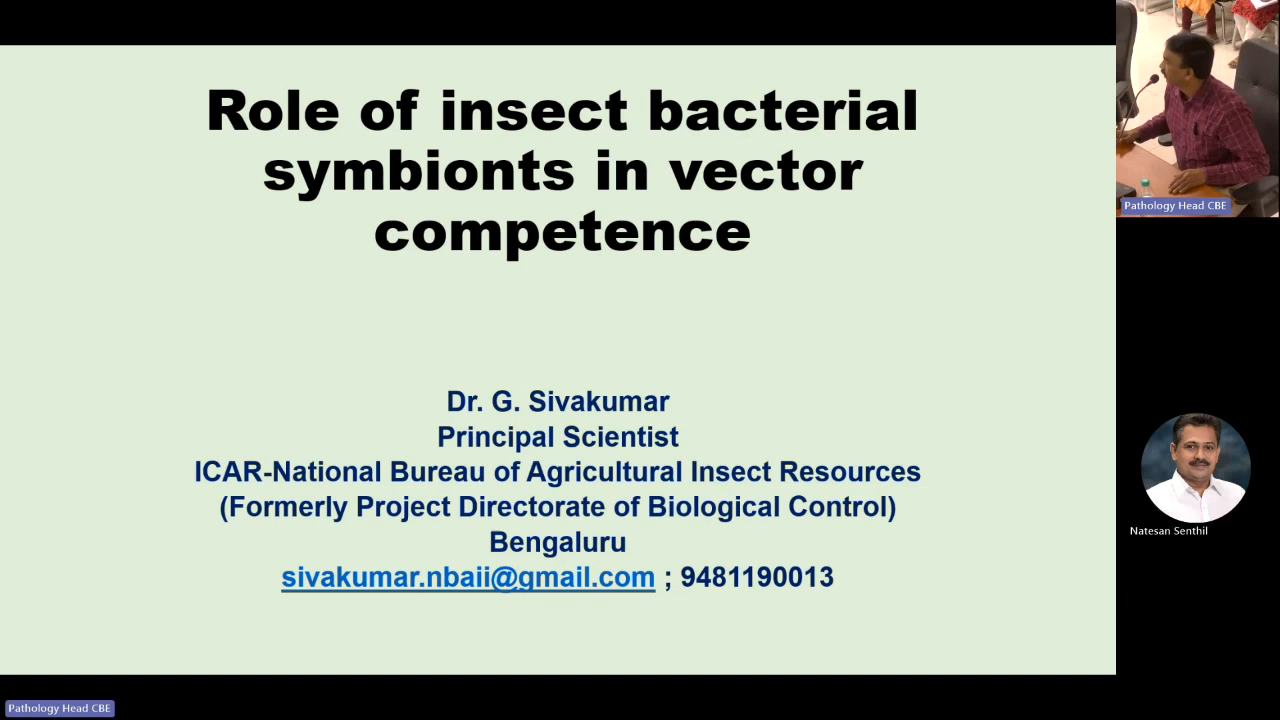 Role of insect bacterial
symbionts in vector
competence
Dr. G. Sivakumar
Principal Scientist
ICAR-National Bureau of Agricultural Insect Resources
(Formerly Project Directorate of Biological Control)
Bengaluru
sivakumar.nbaii@gmail.com ; 9481190013
Pathology Head CBE
Natesan Senthil
Pathology Head CBE